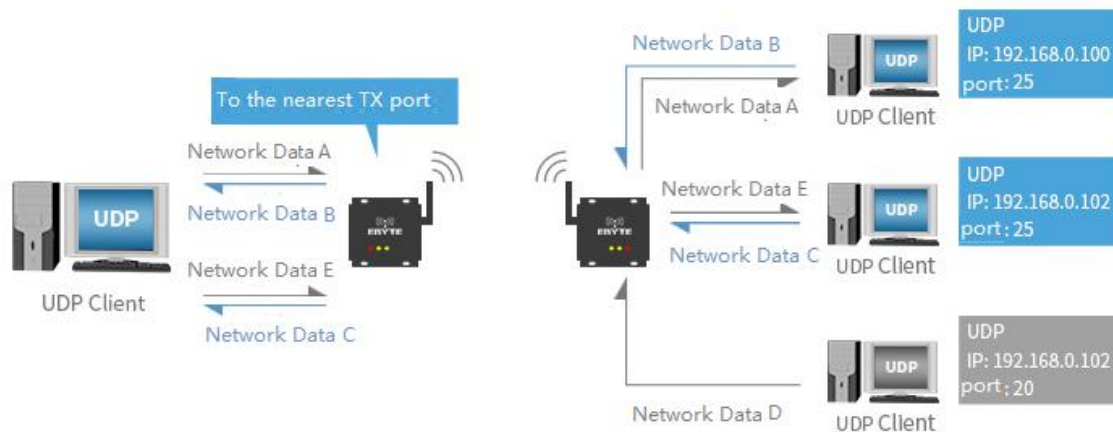 To the nearest TX port
Network Data A
Network Data B
UDP
EBYTE
Network Data E
UDP Client
Network Data C
Network Data B
Network Data A
UDP
UDP Client
UDP
IP: 192.168.0.100
port: 25
EBYTE
Network Data E
Network Data C
UDP
UDP Client
UDP
IP: 192.168.0.102
port: 25
Network Data D
UDP
UDP Client
UDP
IP: 192.168.0.102
port: 20